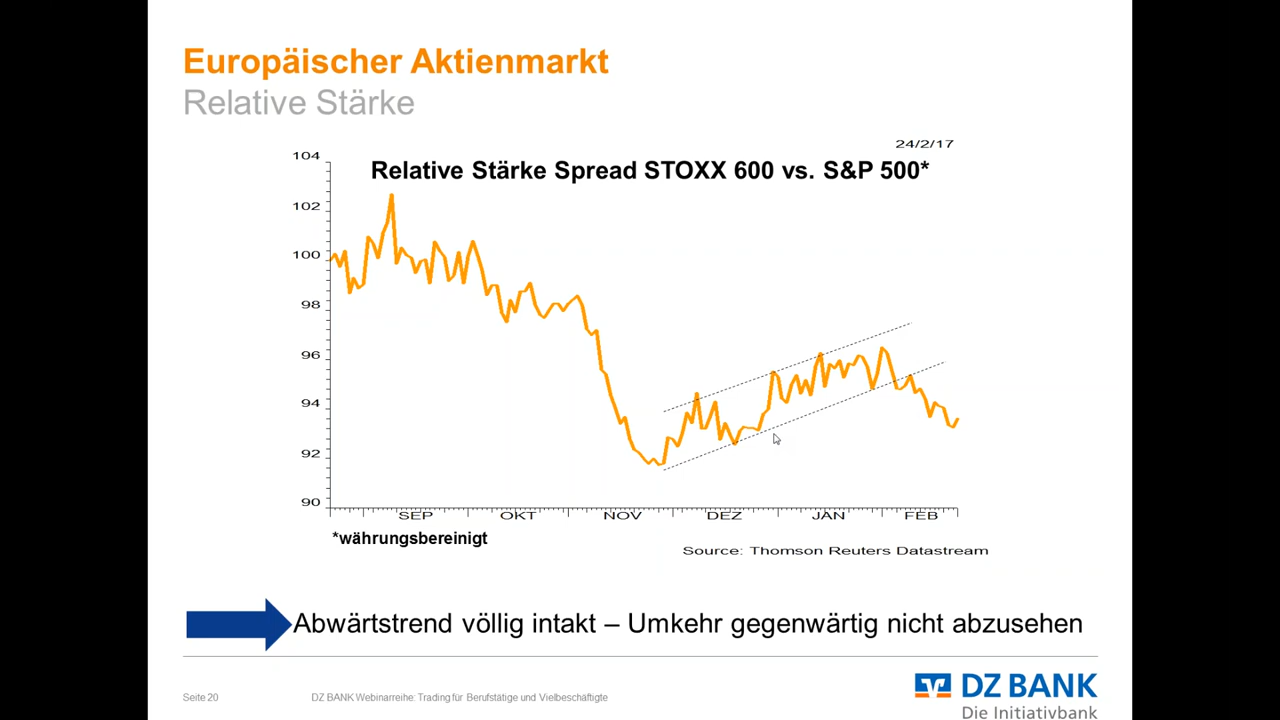 Europäischer Aktienmarkt
Relative Stärke
24/2/17
Relative Stärke Spread STOXX 600 vs. S&P 500*
104
102
100
98
96
94
92
90
SEP OKT NOV DEZ JÄN FEB
*währungsbereinigt
Source: Thomson Reuters Datastream
Abwärtstrend völlig intakt – Umkehr gegenwärtig nicht abzusehen
Seite 20
DZ BANK Webinarreihe: Trading für Berufstätige und Vielbeschäftigte
DZ BANK
Die Initiativbank